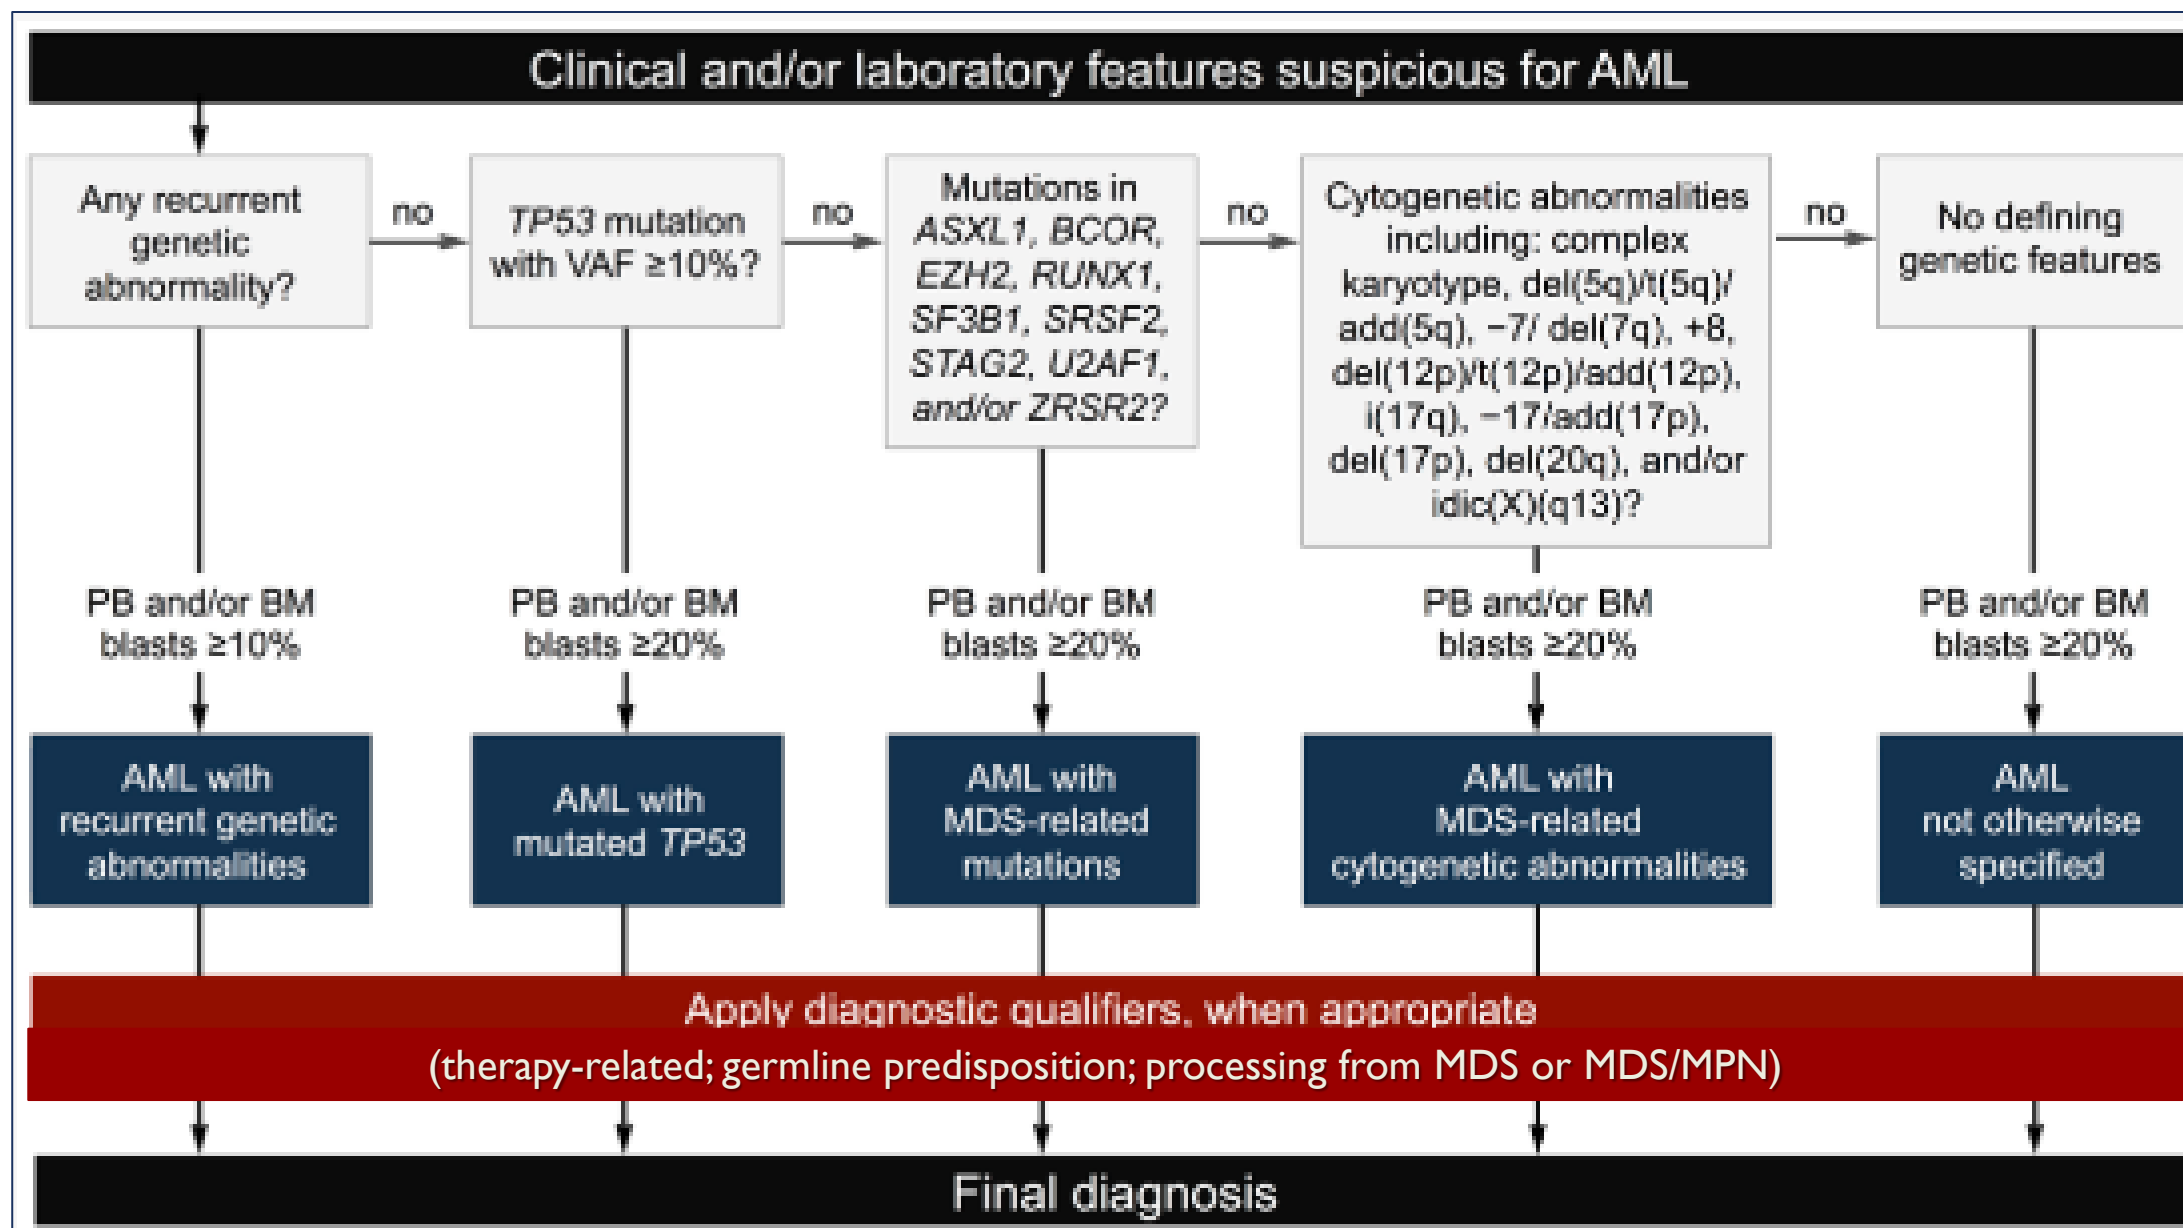 Clinical and/or laboratory features suspicious for AML
Any recurrent
genetic
abnormality?
no
TP53 mutation
with VAF ≥10%?
no
Mutations in
ASXL1, BCOR,
EZH2, RUNX1,
SF3B1, SRSF2,
STAG2, U2AF1,
and/or ZRSR2?
no
Cytogenetic abnormalities
including: complex
karyotype, del(5q)/t(5q)/
add(5q), −7/ del(7q), +8,
del(12p)/t(12p)/add(12p),
i(17q), −17/add(17p),
del(17p), del(20q), and/or
idic(X)(q13)?
no
No defining
genetic features
PB and/or BM
blasts ≥10%
PB and/or BM
blasts ≥20%
PB and/or BM
blasts ≥20%
PB and/or BM
blasts ≥20%
PB and/or BM
blasts ≥20%
AML with
recurrent genetic
abnormalities
AML with
mutated TP53
AML with
MDS-related
mutations
AML with
MDS-related
cytogenetic abnormalities
AML
not otherwise
specified
Apply diagnostic qualifiers, when appropriate
(therapy-related; germline predisposition; processing from MDS or MDS/MPN)
Final diagnosis